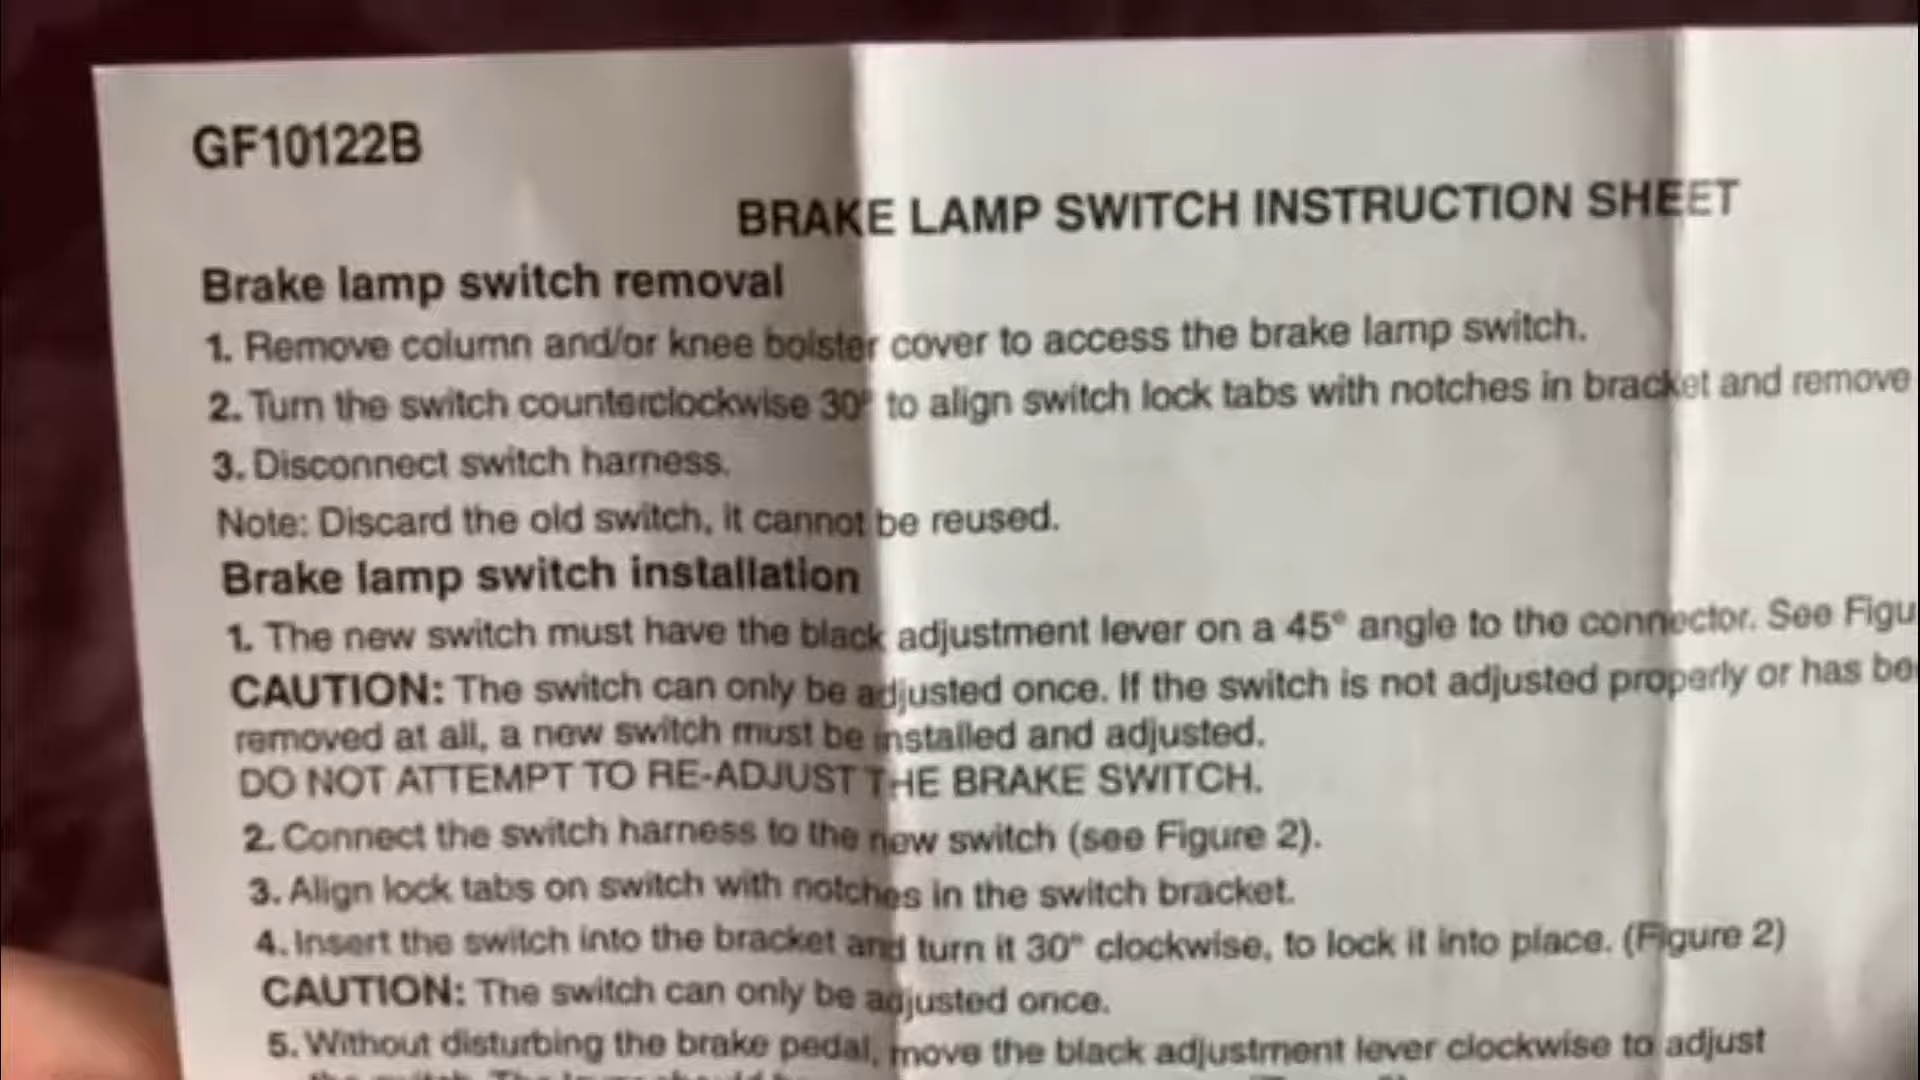 GF10122B
BRAKE LAMP SWITCH INSTRUCTION SHEET
Brake lamp switch removal
1. Remove column and/or knee bolster cover to access the brake lamp switch.
2. Turn the switch counterclockwise 30° to align switch lock tabs with notches in bracket and remove
3. Disconnect switch harness.
Note: Discard the old switch, it cannot be reused.
Brake lamp switch installation
1. The new switch must have the black adjustment lever on a 45° angle to the connector. See Figu
CAUTION: The switch can only be adjusted once. If the switch is not adjusted properly or has be
removed at all, a new switch must be installed and adjusted.
DO NOT ATTEMPT TO RE-ADJUST THE BRAKE SWITCH.
2. Connect the switch harness to the new switch (see Figure 2).
3. Align lock tabs on switch with notches in the switch bracket.
4. Insert the switch into the bracket and turn it 30° clockwise, to lock it into place. (Figure 2)
CAUTION: The switch can only be adjusted once.
5. Without disturbing the brake pedal, move the black adjustment lever clockwise to adjust